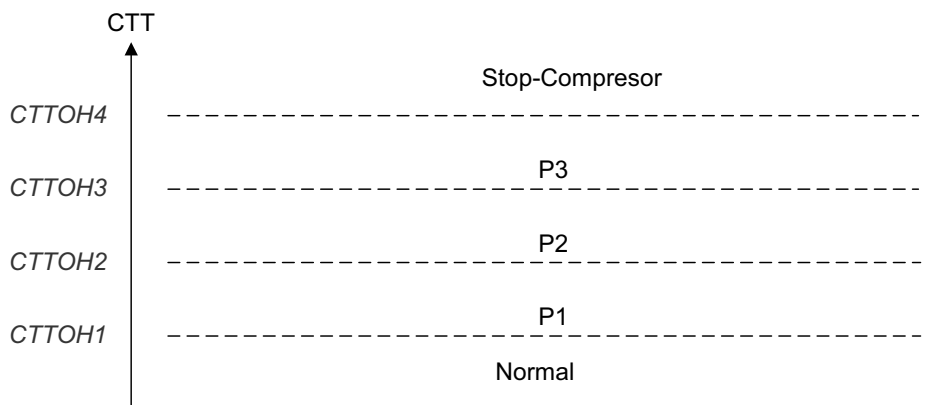 CTT
Stop-Compresor
CTTOH4
P3
CTTOH3
P2
CTTOH2
P1
CTTOH1
Normal